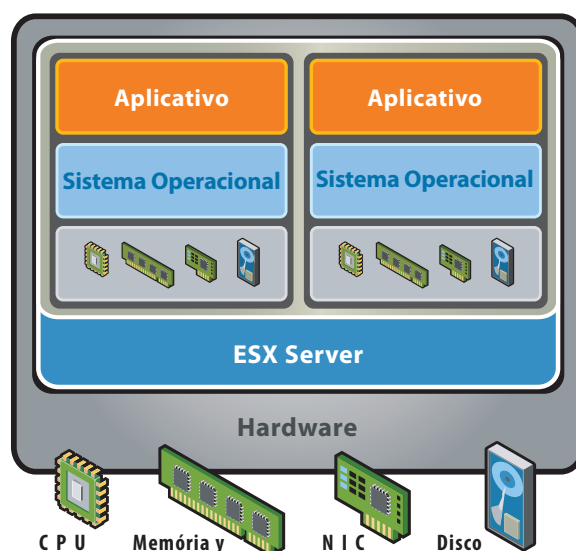 Aplicativo Aplicativo
Sistema Operacional Sistema Operacional
ESX Server
Hardware
CPU Memória y NIC Disco